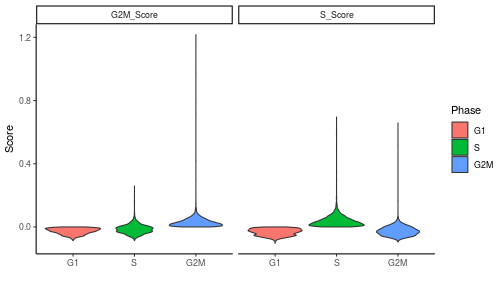 G2M_Score
S_Score
Score
1.2
0.8
0.4
0.0
G1
S
G2M
G1
S
G2M
Phase
G1
S
G2M